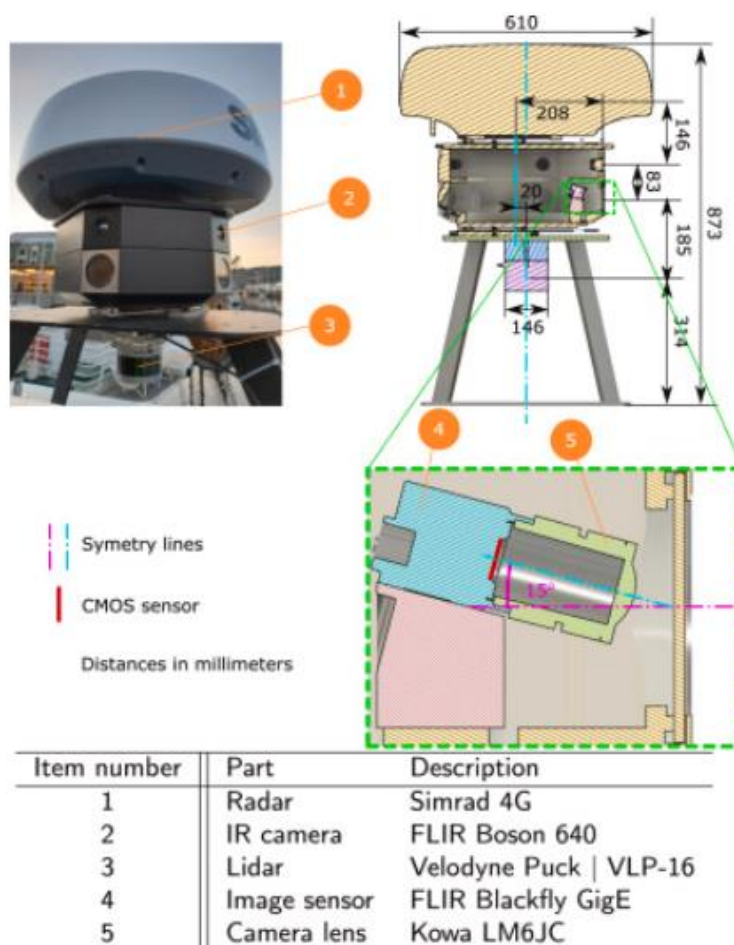 610
1
208
146
2
83
20
873
185
3
146
314
4
5
Symetry lines
15°
CMOS sensor
Distances in millimeters
Item number Part Description
1 Radar Simrad 4G
2 IR camera FLIR Boson 640
3 Lidar Velodyne Puck | VLP-16
4 Image sensor FLIR Blackfly GigE
5 Camera lens Kowa LM6JC